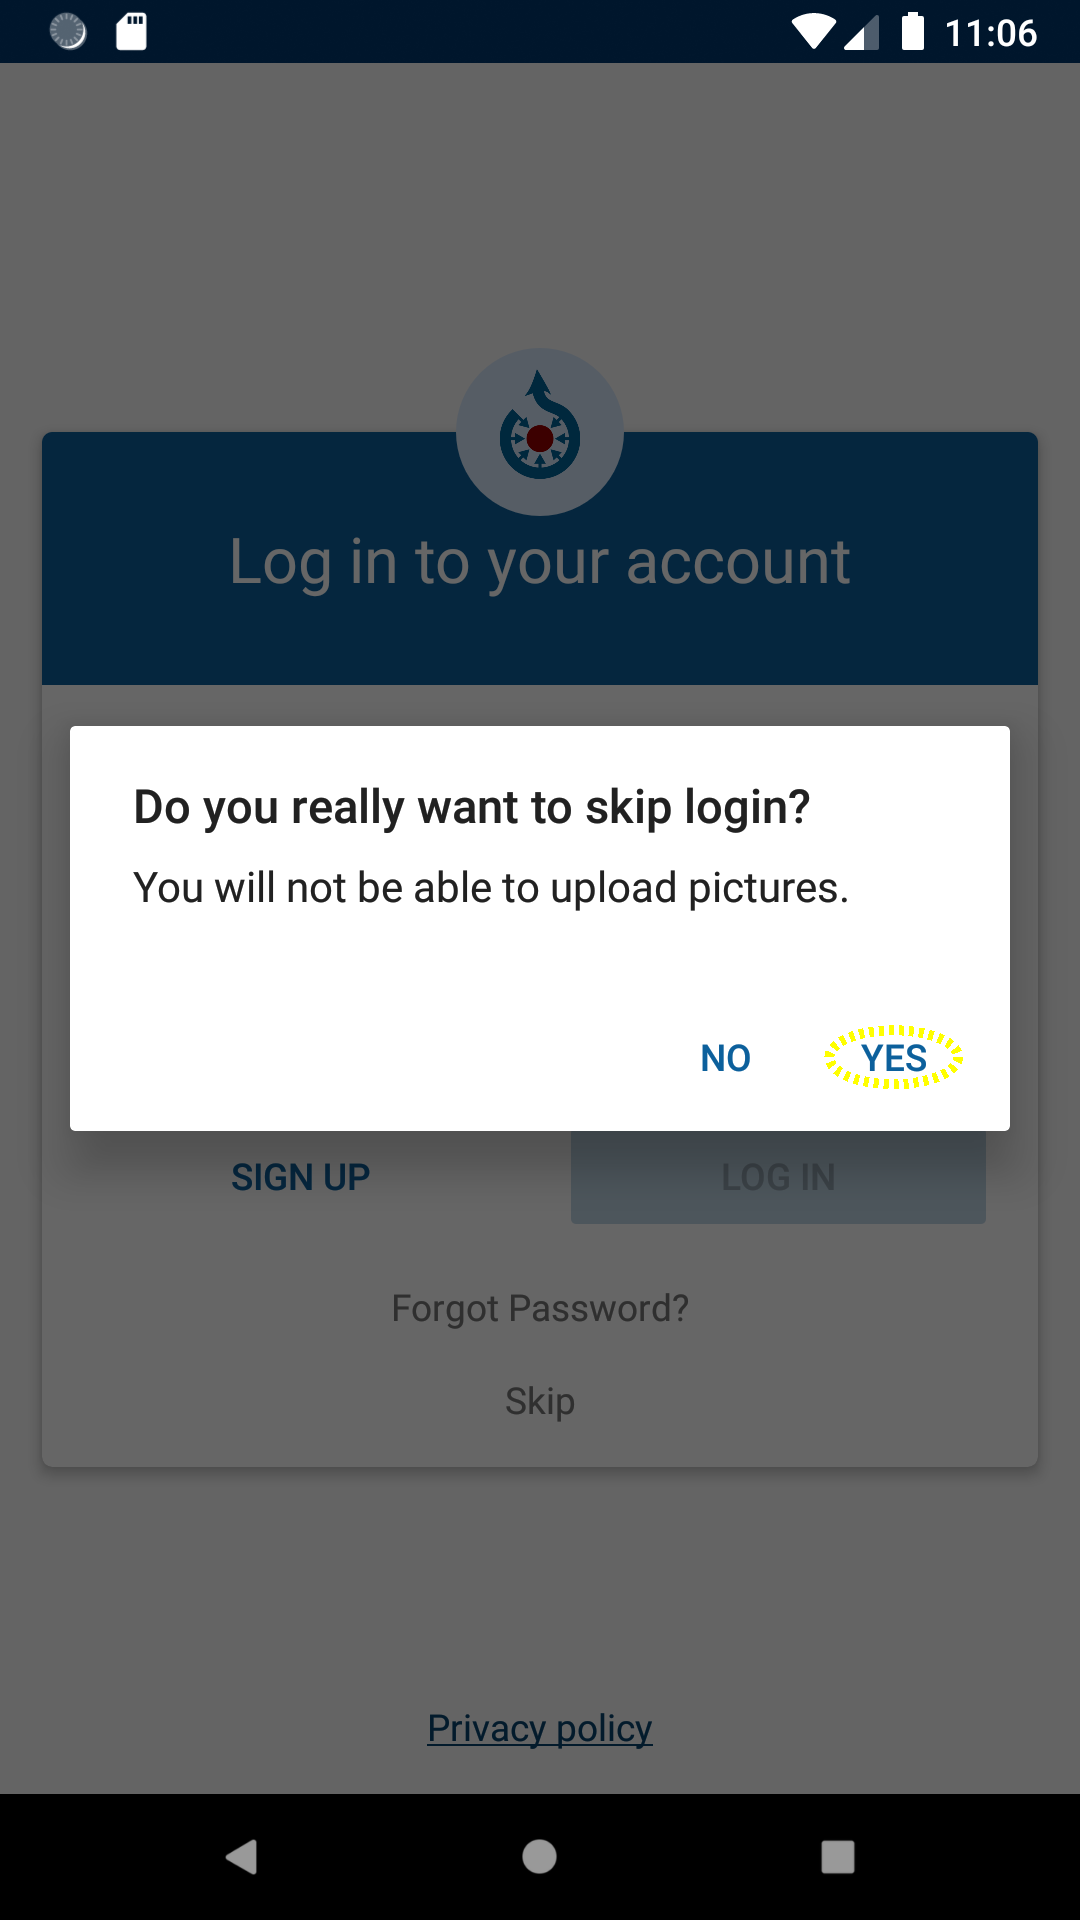 11:06
Log in to your account
Do you really want to skip login?
You will not be able to upload pictures.
NO YES
SIGN UP LOG IN
Forgot Password?
Skip
Privacy policy